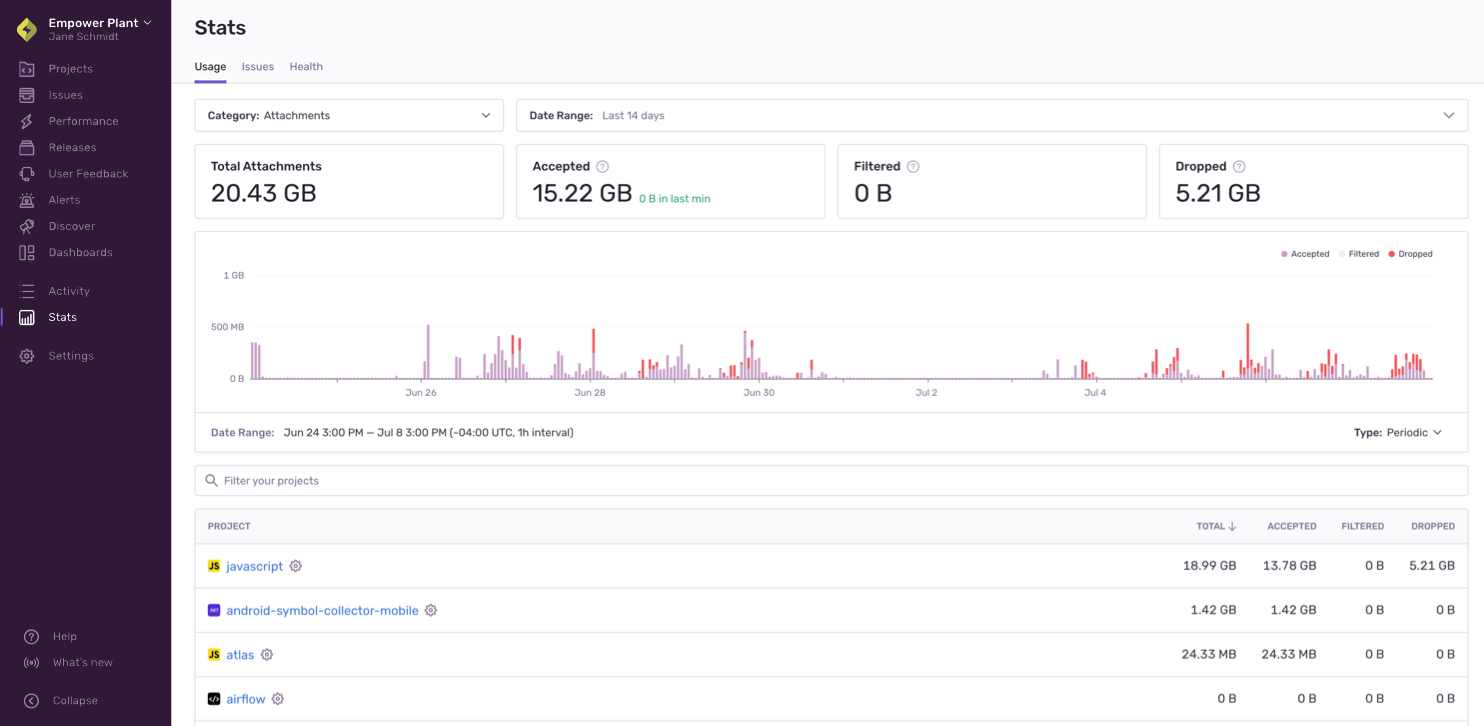 Empower Plant
Jane Schmidt
Projects
Issues
Performance
Releases
User Feedback
Alerts
Discover
Dashboards
Activity
Stats
Settings
Help
What's new
Collapse
Stats
Usage Issues Health
Category: Attachments
Date Range: Last 14 days
Total Attachments
20.43 GB
Accepted ?
15.22 GB 0 B in last min
Filtered ?
0 B
Dropped ?
5.21 GB
Accepted Filtered Dropped
1 GB
500 MB
0 B
Jun 26 Jun 28 Jun 30 Jul 2 Jul 4
Date Range: Jun 24 3:00 PM — Jul 8 3:00 PM (-04:00 UTC, 1h interval)
Type: Periodic
Filter your projects
PROJECT TOTAL ↓ ACCEPTED FILTERED DROPPED
JS javascript 18.99 GB 13.78 GB 0 B 5.21 GB
android-symbol-collector-mobile 1.42 GB 1.42 GB 0 B 0 B
JS atlas 24.33 MB 24.33 MB 0 B 0 B
</> airflow 0 B 0 B 0 B 0 B